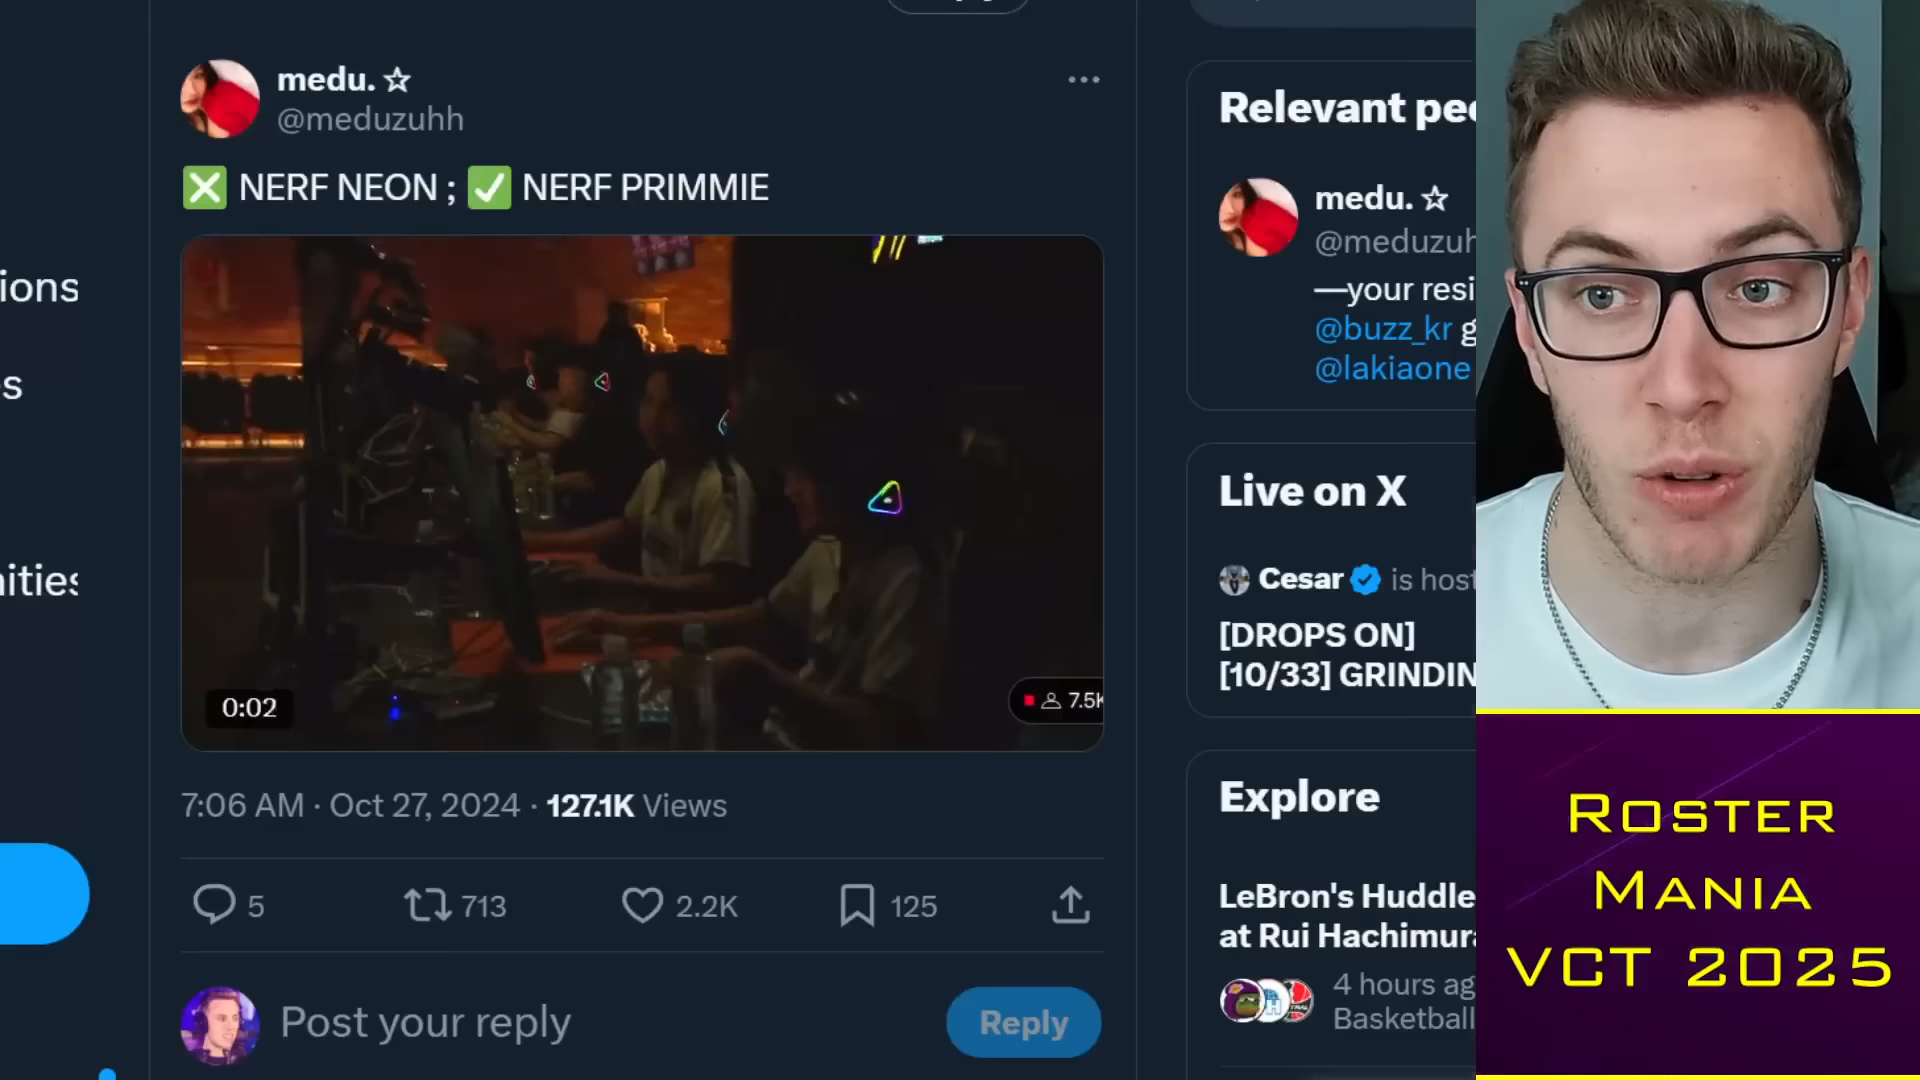 medu. ☆
@meduzuhh
❎ NERF NEON ; ✅ NERF PRIMMIE
0:02
7.5K
7:06 AM · Oct 27, 2024 · 127.1K Views
5
713
2.2K
125
Post your reply
Reply
ions
s
nities
Relevant peo
medu. ☆
@meduzuh
—your resi
@buzz_kr g
@lakiaone
Live on X
Cesar is host
[DROPS ON]
[10/33] GRINDIN
Explore
LeBron's Huddle
at Rui Hachimura
4 hours ag
Basketball
ROSTER
MANIA
VCT 2025